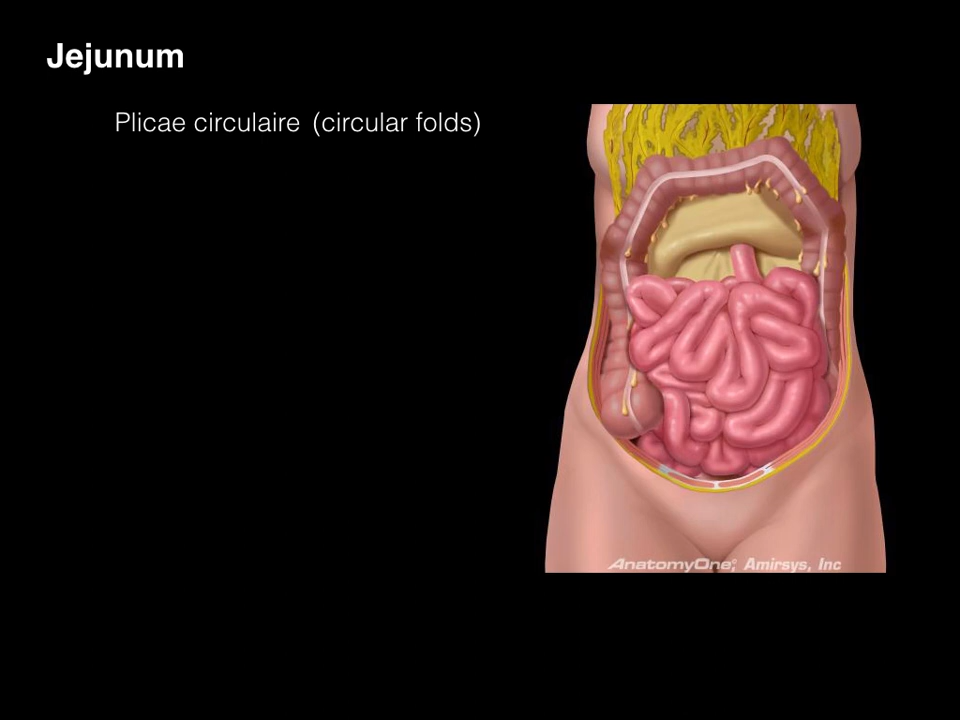 Jejunum
Plicae circulaire (circular folds)
AnatomyOne®, Amirsys, Inc